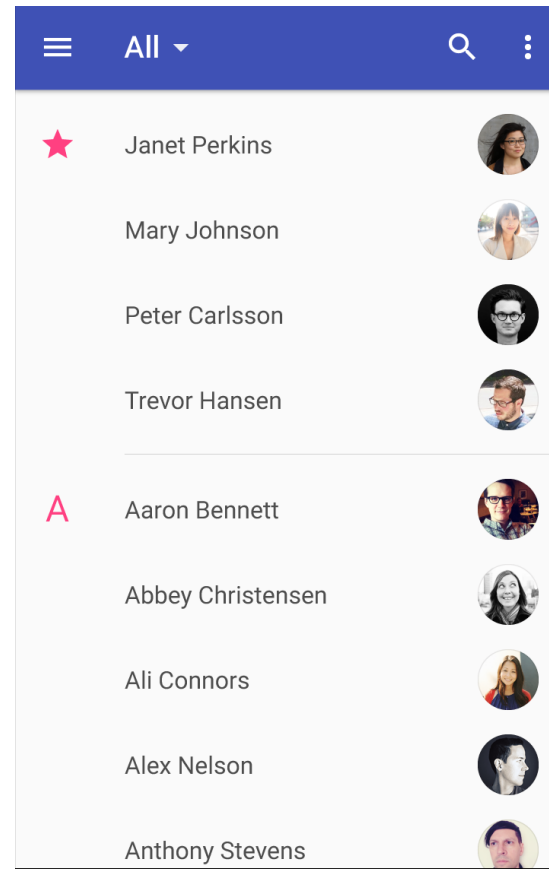 All
Janet Perkins
Mary Johnson
Peter Carlsson
Trevor Hansen
A
Aaron Bennett
Abbey Christensen
Ali Connors
Alex Nelson
Anthony Stevens